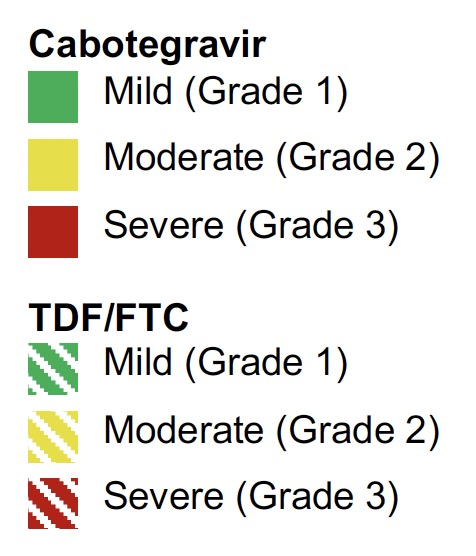 Cabotegravir
Mild (Grade 1)
Moderate (Grade 2)
Severe (Grade 3)
TDF/FTC
Mild (Grade 1)
Moderate (Grade 2)
Severe (Grade 3)